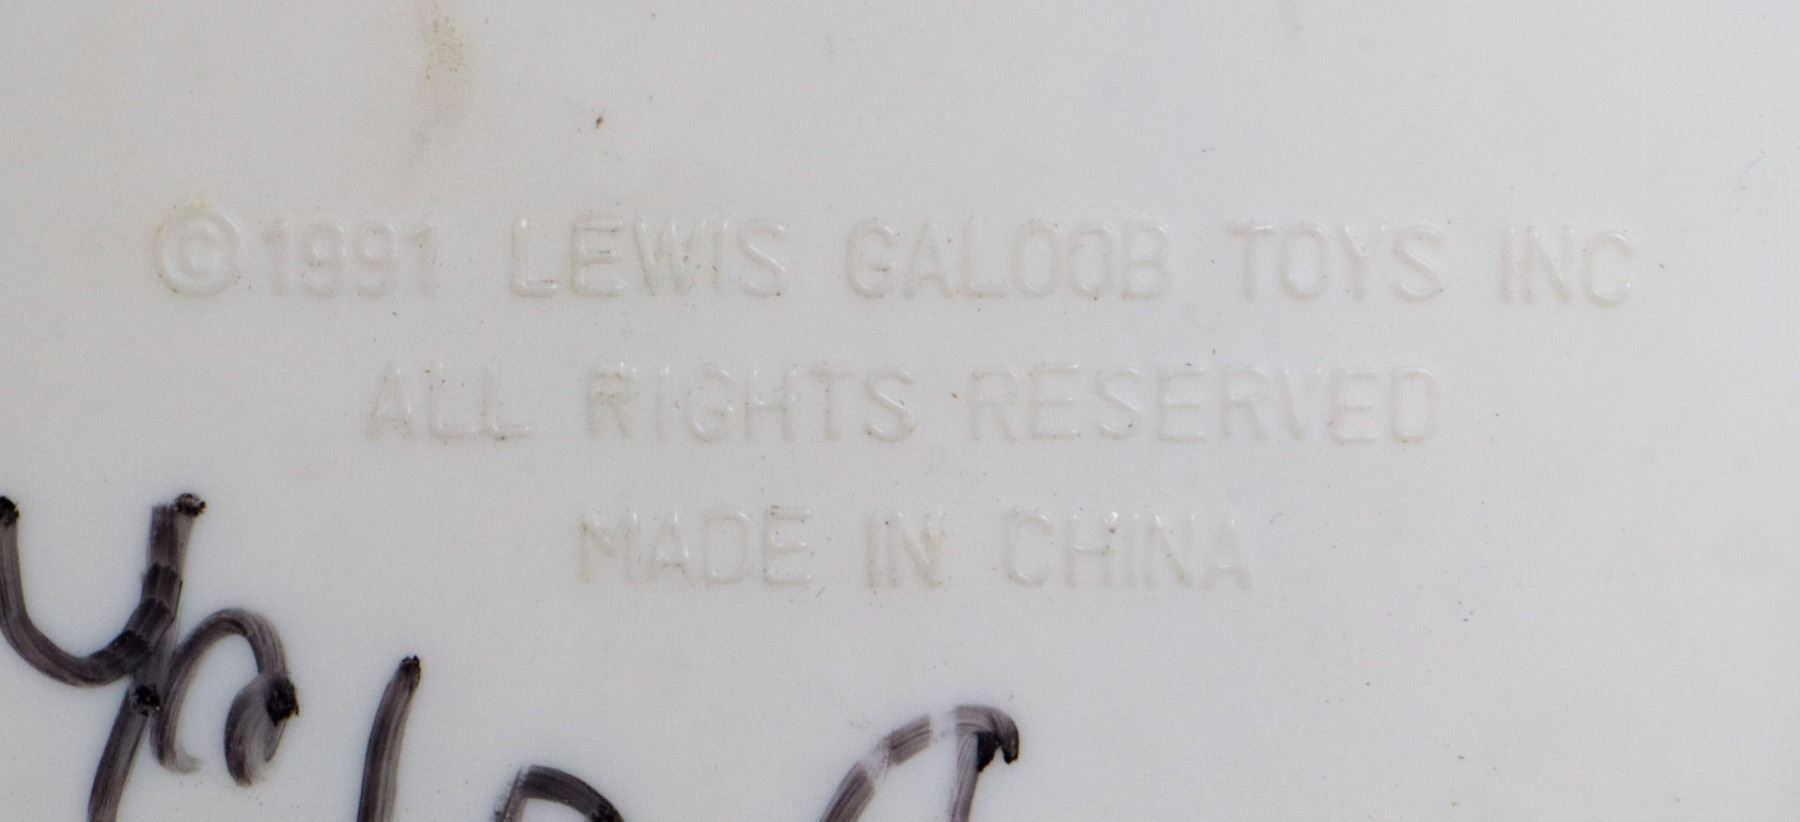 ©1991 LEWIS GALOOB TOYS INC
ALL RIGHTS RESERVED
MADE IN CHINA